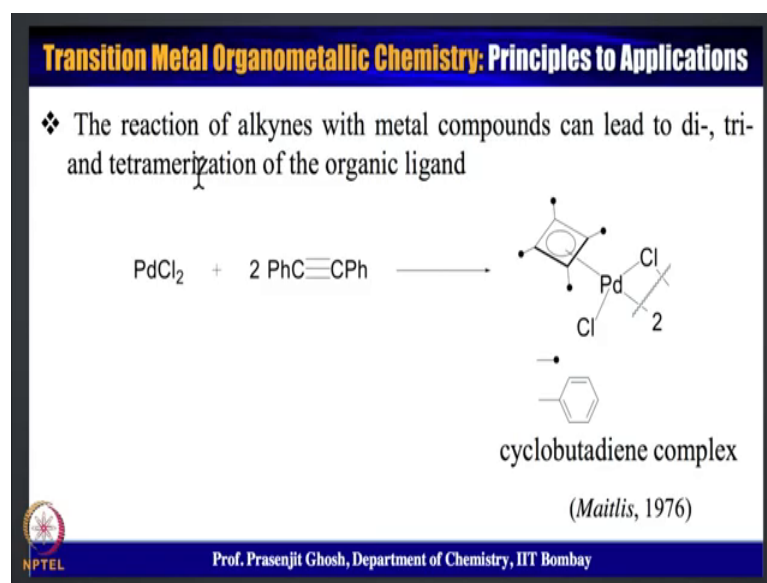 Transition Metal Organometallic Chemistry: Principles to Applications
❖ The reaction of alkynes with metal compounds can lead to di-, tri-
and tetramerization of the organic ligand
PdCl₂ + 2 PhC≡CPh
Cl
Pd
Cl
2
cyclobutadiene complex
(Maitlis, 1976)
NPTEL
Prof. Prasenjit Ghosh, Department of Chemistry, IIT Bombay